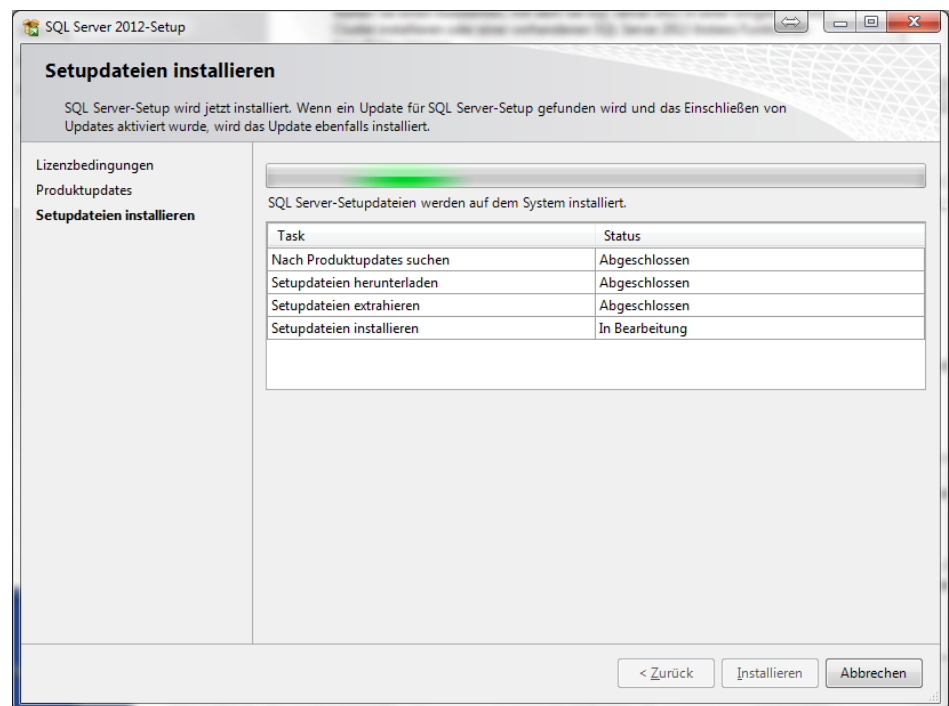 SQL Server 2012-Setup
Setupdateien installieren
SQL Server-Setup wird jetzt installiert. Wenn ein Update für SQL Server-Setup gefunden wird und das Einschließen von
Updates aktiviert wurde, wird das Update ebenfalls installiert.
Lizenzbedingungen
Produktupdates
Setupdateien installieren
SQL Server-Setupdateien werden auf dem System installiert.
Task Status
Nach Produktupdates suchen Abgeschlossen
Setupdateien herunterladen Abgeschlossen
Setupdateien extrahieren Abgeschlossen
Setupdateien installieren In Bearbeitung
< Zurück Installieren Abbrechen